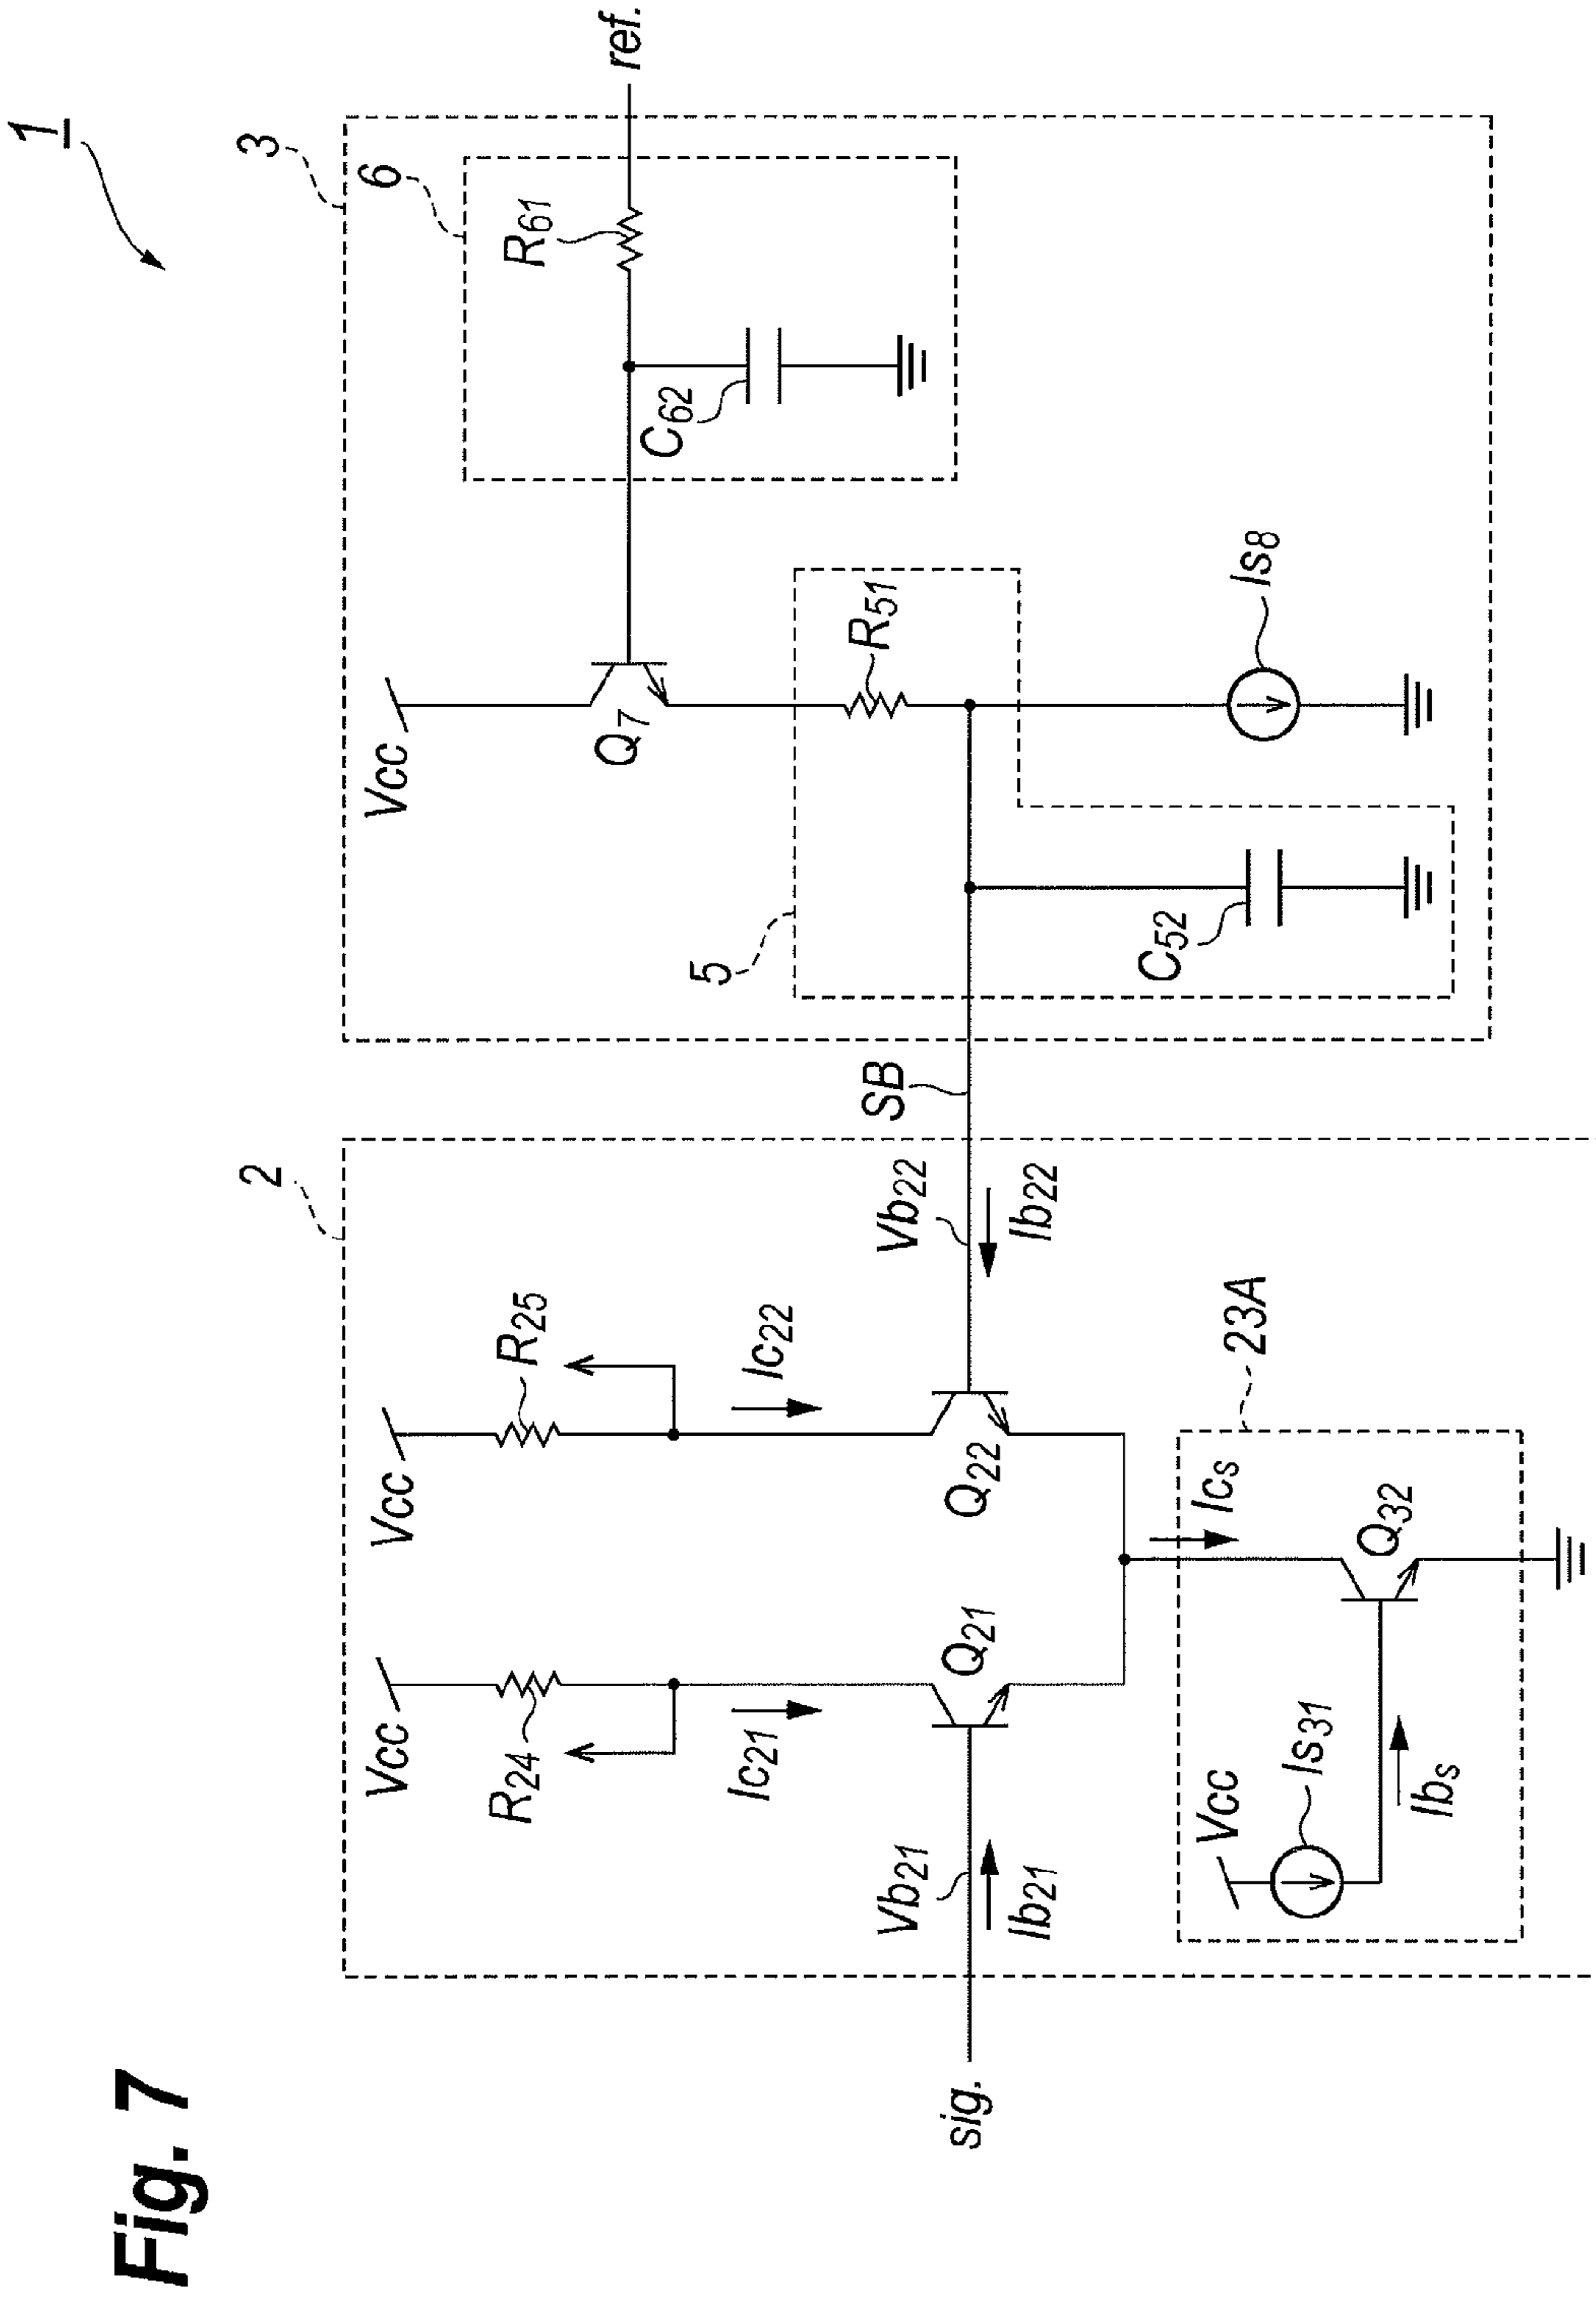 Fig. 7
1
2
3
6
Vcc
Vcc
Vcc
R24
R25
R61
C62
Q7
Ic21
Ic22
5
R51
SB
sig.
Vb21
Ib21
Q21
Q22
Vb22
Ib22
C52
Is8
ref.
Ics
23A
Vcc
Is31
Ibs
Q32